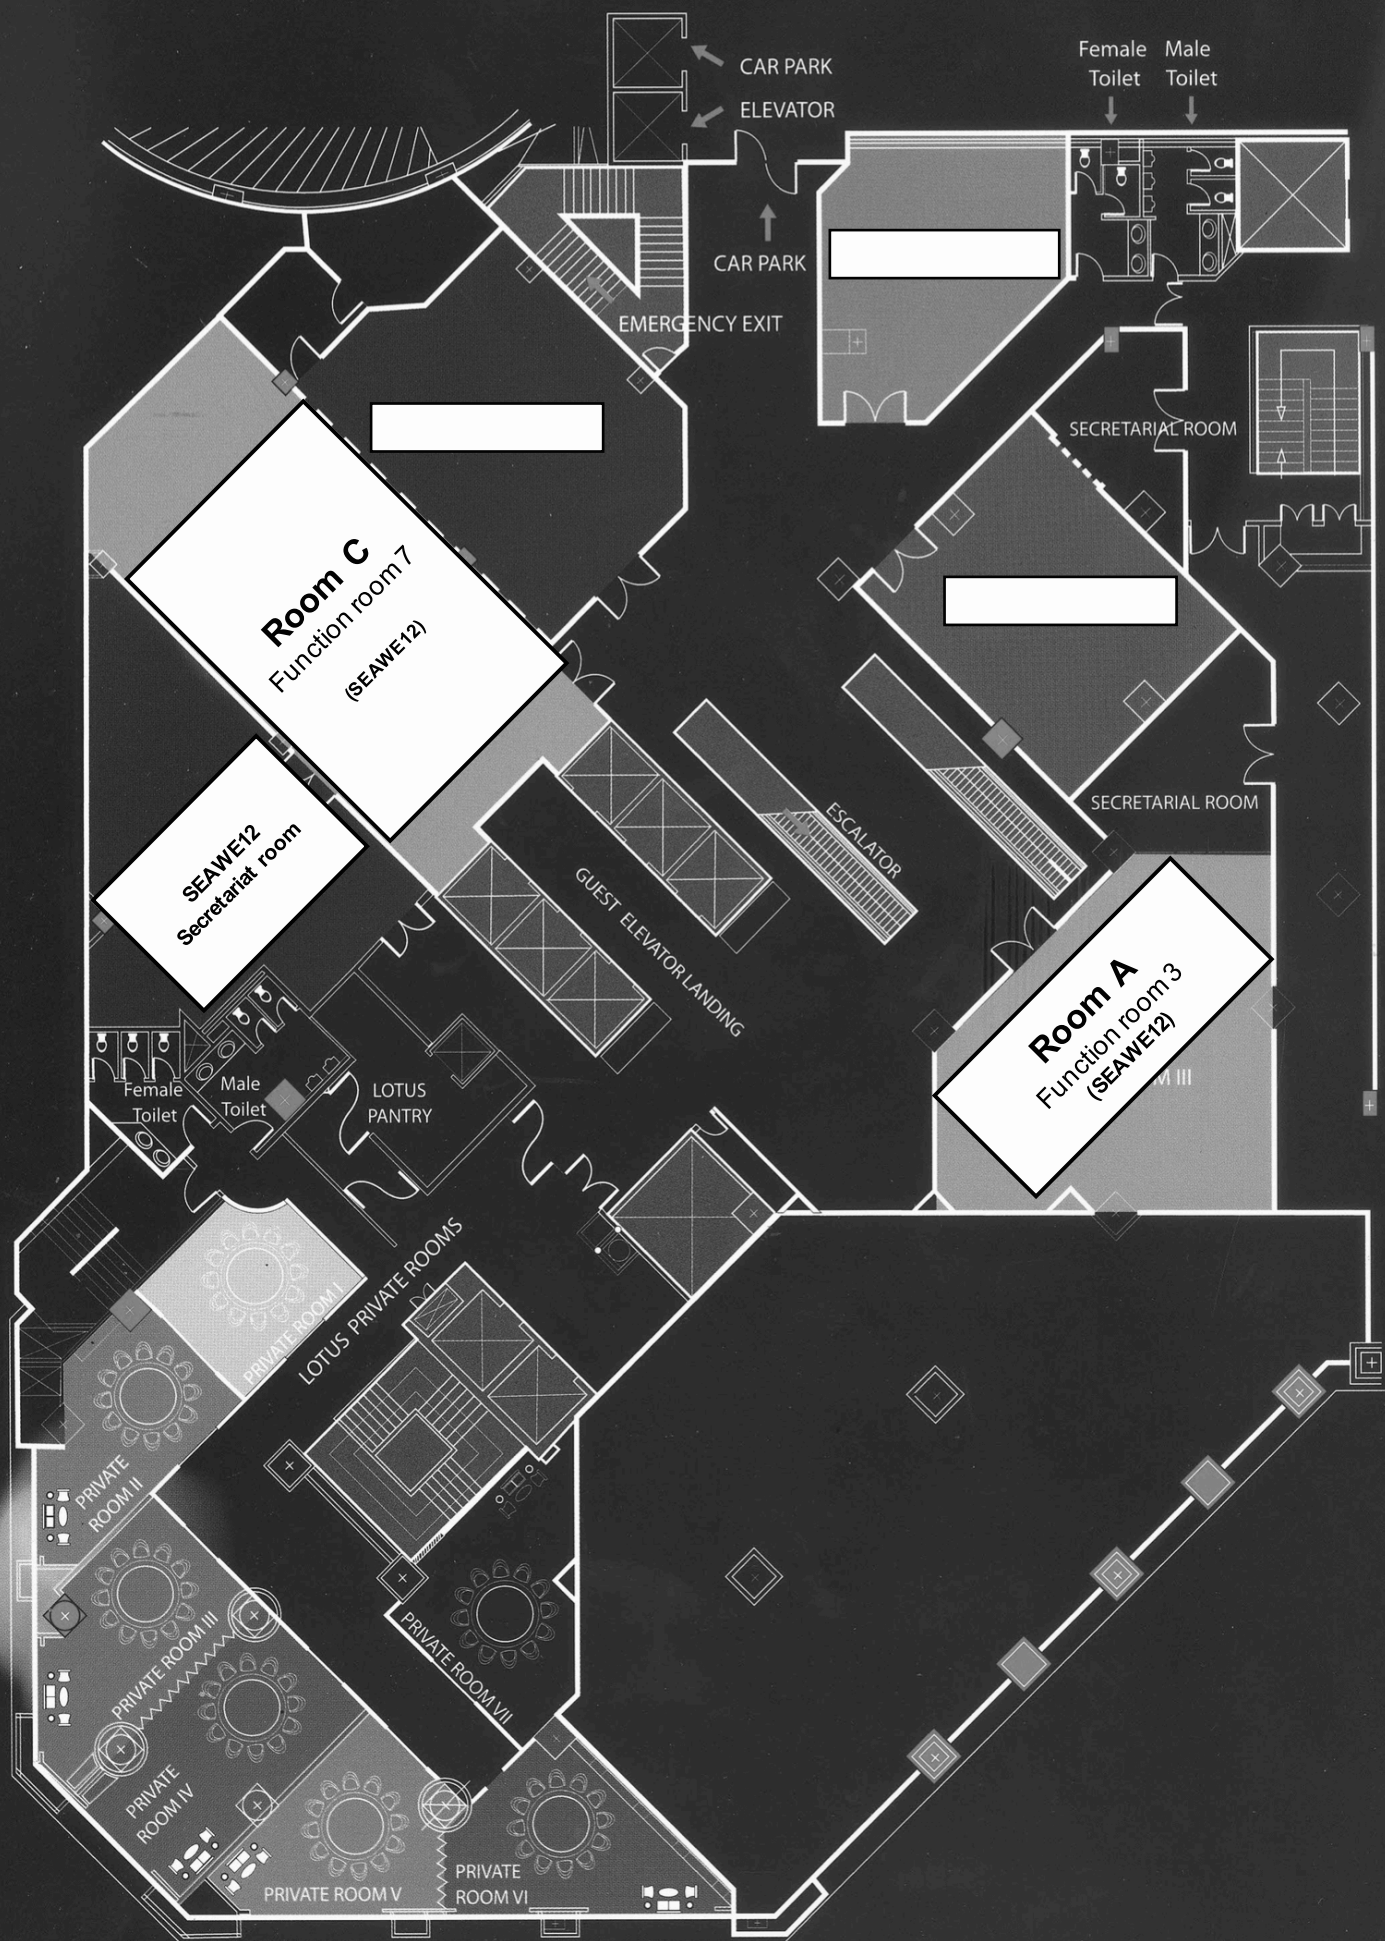 CAR PARK
ELEVATOR
Female
Toilet
Male
Toilet
CAR PARK
EMERGENCY EXIT
SECRETARIAL ROOM
Room C
Function room 7
(SEAWE12)
SEAWE12
Secretariat room
ESCALATOR
SECRETARIAL ROOM
GUEST ELEVATOR LANDING
Room A
Function room 3
(SEAWE12)
M III
Female
Toilet
Male
Toilet
LOTUS
PANTRY
LOTUS PRIVATE ROOMS
PRIVATE ROOM I
PRIVATE
ROOM II
PRIVATE ROOM III
PRIVATE
ROOM IV
PRIVATE ROOM VII
PRIVATE ROOM V
PRIVATE
ROOM VI